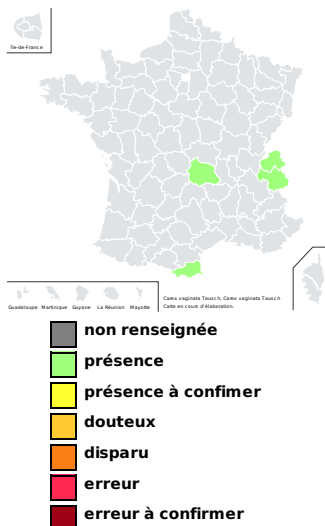 Île-de-France
Guadeloupe Martinique Guyane La Réunion Mayotte
Carex vaginata Tausch, Carex vaginata Tausch
Carte en cours d'élaboration.
non renseignée
présence
présence à confimer
douteux
disparu
erreur
erreur à confirmer